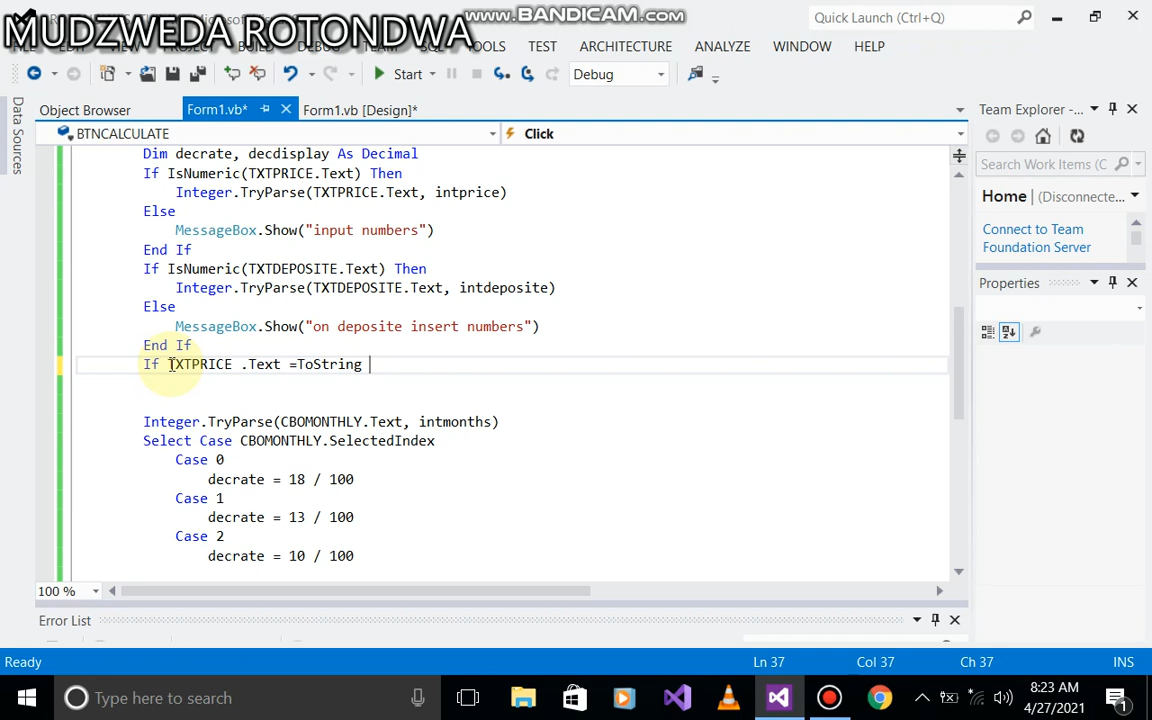 www.BANDICAM.com
MUDZWEDA ROTONDWA
Quick Launch (Ctrl+Q)
TOOLS TEST ARCHITECTURE ANALYZE WINDOW HELP
Start Debug
Data Sources
Object Browser Form1.vb* Form1.vb [Design]*
BTNCALCULATE Click
Dim decrate, decdisplay As Decimal
If IsNumeric(TXTPRICE.Text) Then
Integer.TryParse(TXTPRICE.Text, intprice)
Else
MessageBox.Show("input numbers")
End If
If IsNumeric(TXTDEPOSITE.Text) Then
Integer.TryParse(TXTDEPOSITE.Text, intdeposite)
Else
MessageBox.Show("on deposite insert numbers")
End If
If TXTPRICE .Text =ToString
Integer.TryParse(CBOMONTHLY.Text, intmonths)
Select Case CBOMONTHLY.SelectedIndex
Case 0
decrate = 18 / 100
Case 1
decrate = 13 / 100
Case 2
decrate = 10 / 100
100 %
Error List
Team Explorer -...
Search Work Items (C
Home | (Disconnecte...
Connect to Team
Foundation Server
Properties
Ready Ln 37 Col 37 Ch 37 INS
Type here to search
8:23 AM
4/27/2021
1